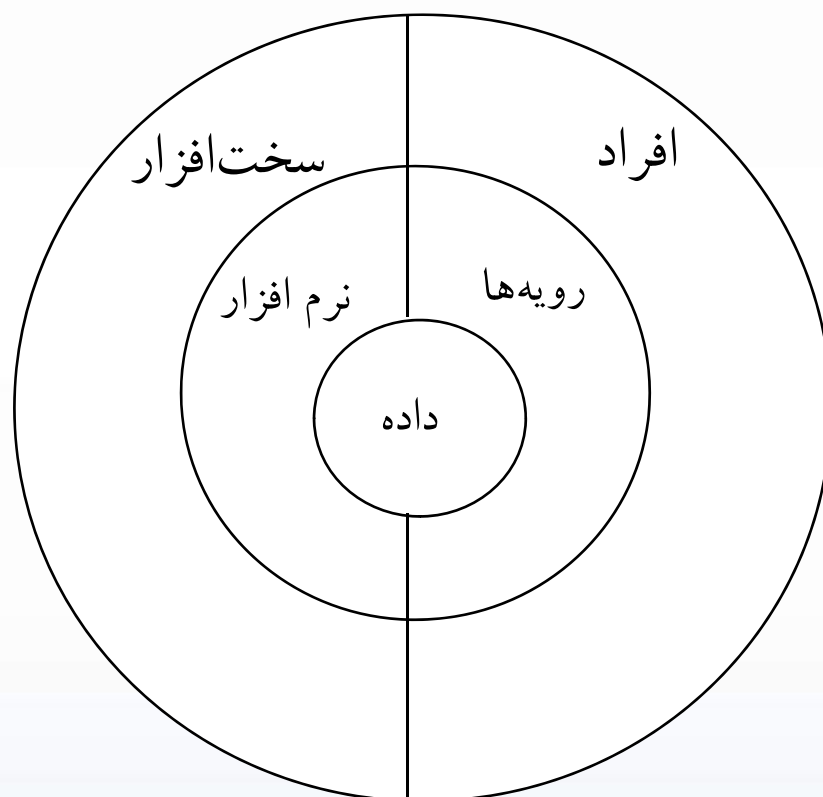 افراد
سخت‌افزار
رویه‌ها
نرم افزار
داده